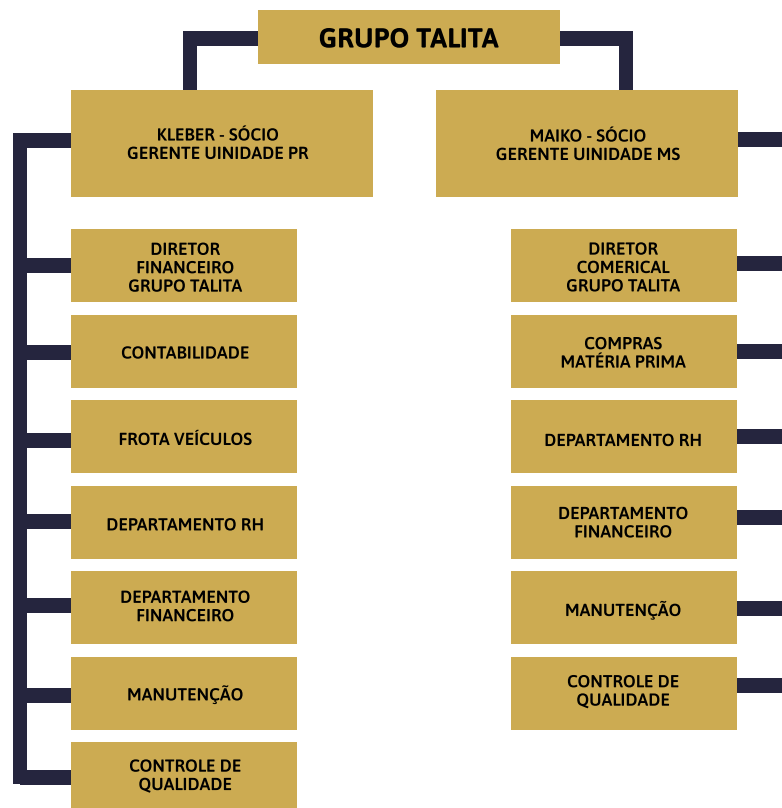 GRUPO TALITA
KLEBER - SÓCIO
GERENTE UINIDADE PR
MAIKO - SÓCIO
GERENTE UINIDADE MS
DIRETOR
FINANCEIRO
GRUPO TALITA
CONTABILIDADE
FROTA VEÍCULOS
DEPARTAMENTO RH
DEPARTAMENTO
FINANCEIRO
MANUTENÇÃO
CONTROLE DE
QUALIDADE
DIRETOR
COMERICAL
GRUPO TALITA
COMPRAS
MATÉRIA PRIMA
DEPARTAMENTO RH
DEPARTAMENTO
FINANCEIRO
MANUTENÇÃO
CONTROLE DE
QUALIDADE